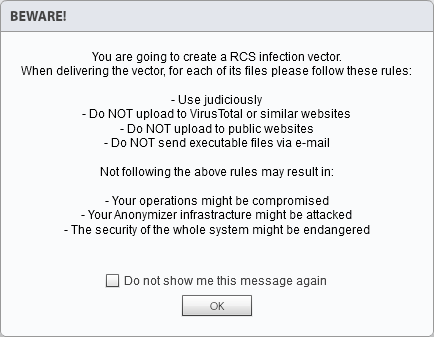 BEWARE!
You are going to create a RCS infection vector.
When delivering the vector, for each of its files please follow these rules:
- Use judiciously
- Do NOT upload to VirusTotal or similar websites
- Do NOT upload to public websites
- Do NOT send executable files via e-mail
Not following the above rules may result in:
- Your operations might be compromised
- Your Anonymizer infrastracture might be attacked
- The security of the whole system might be endangered
Do not show me this message again
OK